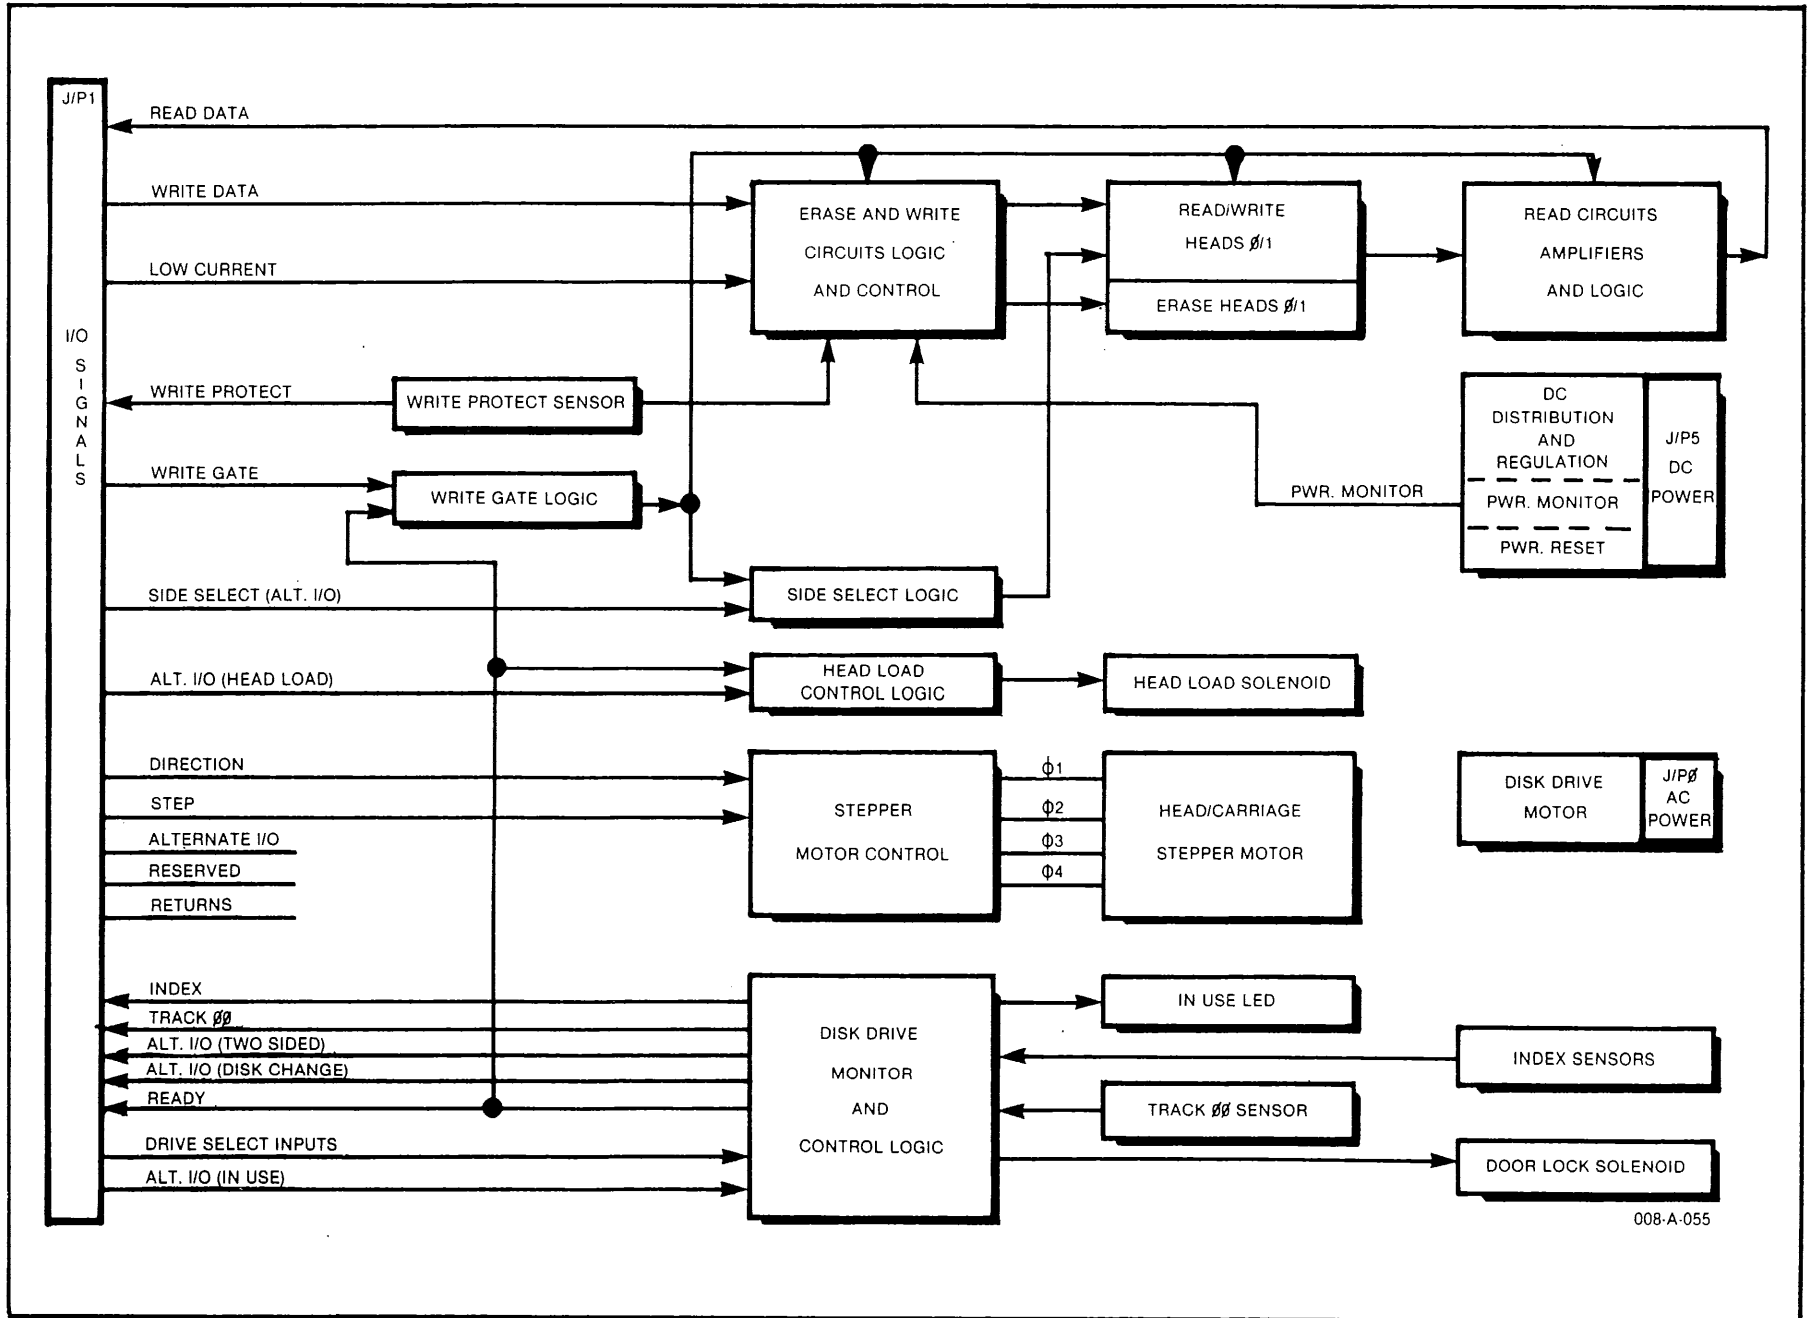 J/P1
I/O
SIGNALS
READ DATA
WRITE DATA
LOW CURRENT
WRITE PROTECT
WRITE GATE
SIDE SELECT (ALT. I/O)
ALT. I/O (HEAD LOAD)
DIRECTION
STEP
ALTERNATE I/O
RESERVED
RETURNS
INDEX
TRACK ØØ
ALT. I/O (TWO SIDED)
ALT. I/O (DISK CHANGE)
READY
DRIVE SELECT INPUTS
ALT. I/O (IN USE)
WRITE PROTECT SENSOR
WRITE GATE LOGIC
ERASE AND WRITE
CIRCUITS LOGIC
AND CONTROL
READ/WRITE
HEADS Ø/1
ERASE HEADS Ø/1
READ CIRCUITS
AMPLIFIERS
AND LOGIC
PWR. MONITOR
DC
DISTRIBUTION
AND
REGULATION
PWR. MONITOR
PWR. RESET
J/P5
DC
POWER
SIDE SELECT LOGIC
HEAD LOAD
CONTROL LOGIC
HEAD LOAD SOLENOID
STEPPER
MOTOR CONTROL
Φ1
Φ2
Φ3
Φ4
HEAD/CARRIAGE
STEPPER MOTOR
DISK DRIVE
MOTOR
J/PØ
AC
POWER
DISK DRIVE
MONITOR
AND
CONTROL LOGIC
IN USE LED
INDEX SENSORS
TRACK ØØ SENSOR
DOOR LOCK SOLENOID
008-A-055